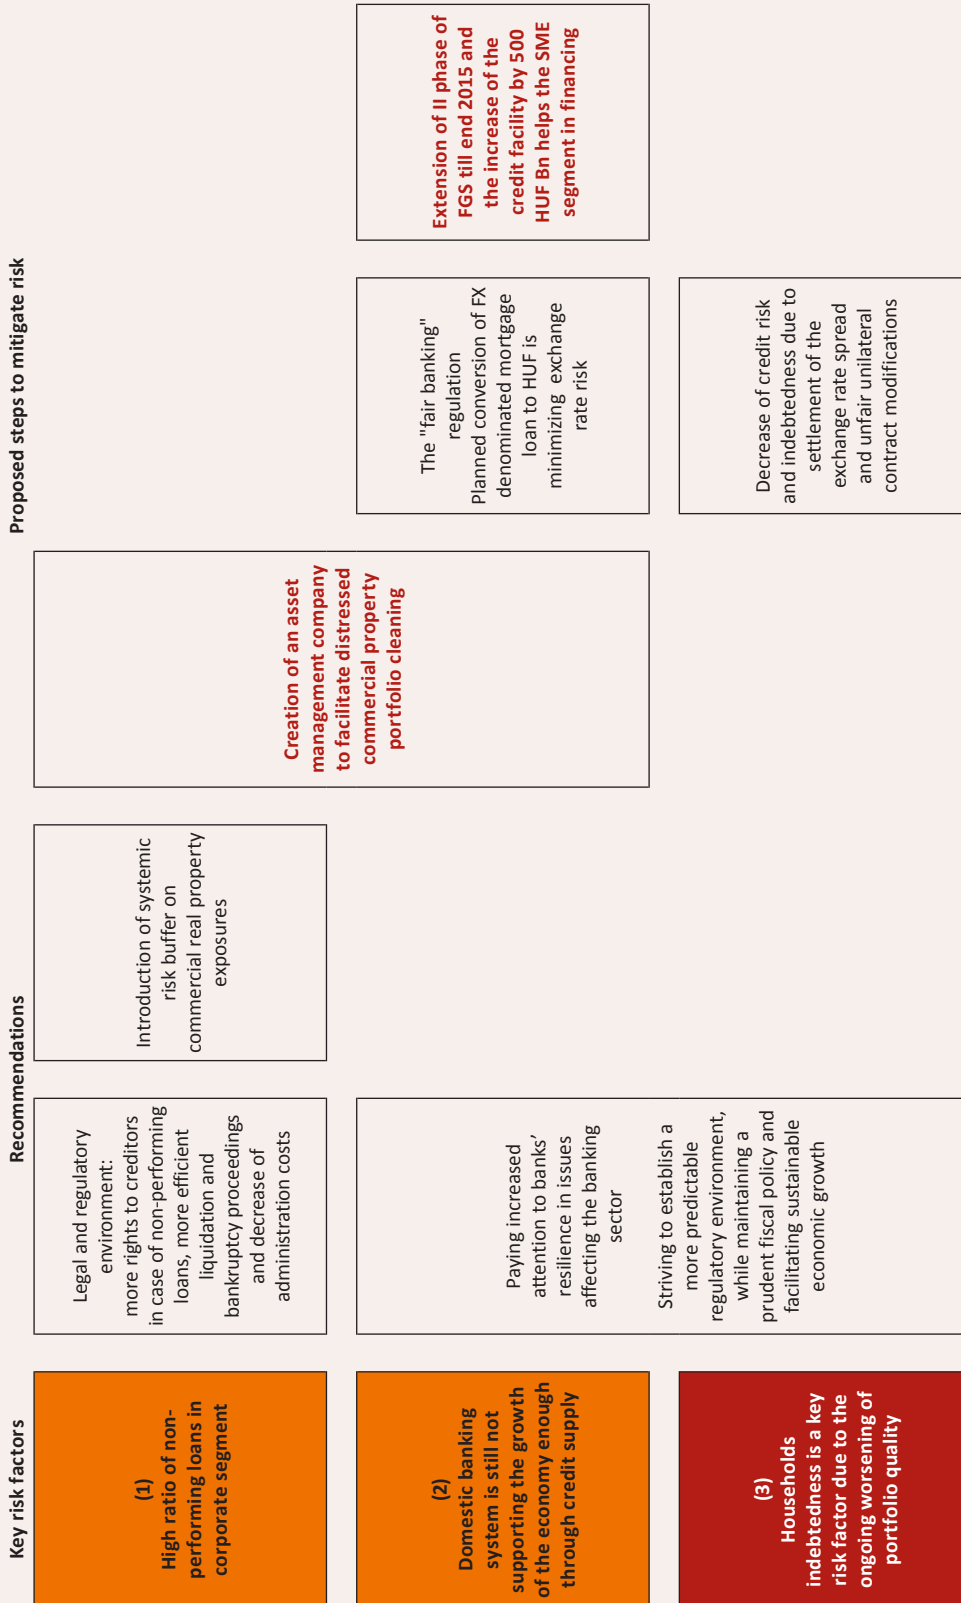 Key risk factors
Recommendations
Proposed steps to mitigate risk
(1)
High ratio of non-
performing loans in
corporate segment
Legal and regulatory
environment:
more rights to creditors
in case of non-performing
loans, more efficient
liquidation and
bankruptcy proceedings
and decrease of
administration costs
Introduction of systemic
risk buffer on
commercial real property
exposures
Creation of an asset
management company
to facilitate distressed
commercial property
portfolio cleaning
(2)
Domestic banking
system is still not
supporting the growth
of the economy enough
through credit supply
Paying increased
attention to banks’
resilience in issues
affecting the banking
sector
Striving to establish a
more predictable
regulatory environment,
while maintaining a
prudent fiscal policy and
facilitating sustainable
economic growth
The "fair banking"
regulation
Planned conversion of FX
denominated mortgage
loan to HUF is
minimizing exchange
rate risk
Extension of II phase of
FGS till end 2015 and
the increase of the
credit facility by 500
HUF Bn helps the SME
segment in financing
(3)
Households
indebtedness is a key
risk factor due to the
ongoing worsening of
portfolio quality
Decrease of credit risk
and indebtedness due to
settlement of the
exchange rate spread
and unfair unilateral
contract modifications